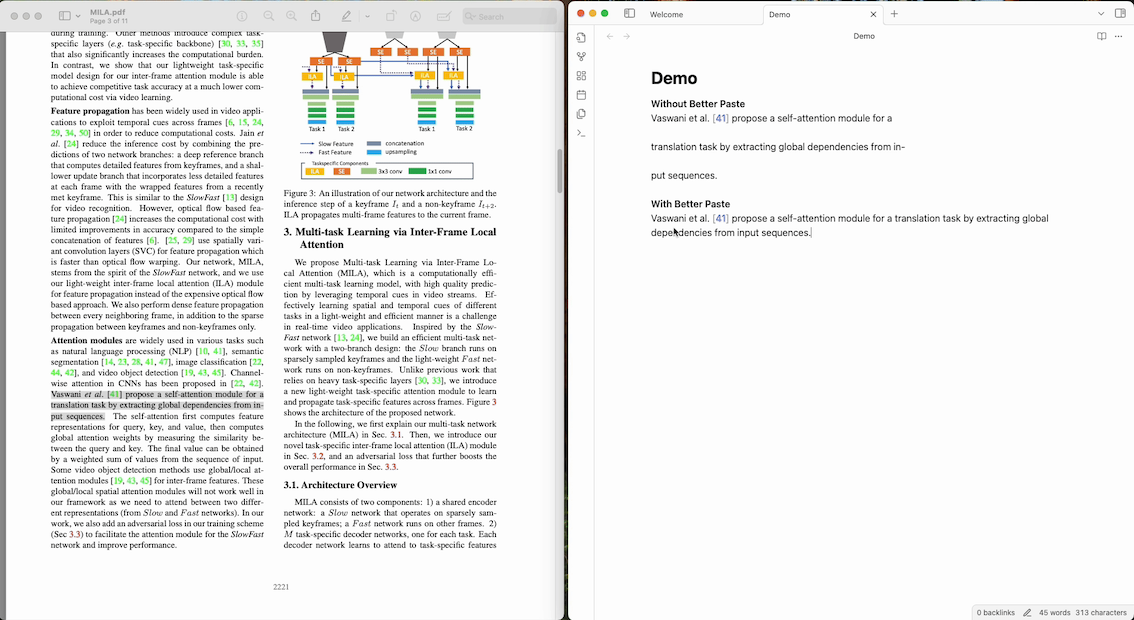 MILA.pdf
Page 3 of 11
Search
during training. Other methods introduce complex task-
specific layers (e.g. task-specific backbone) [30, 33, 35]
that also significantly increases the computational burden.
In contrast, we show that our lightweight task-specific
model design for our inter-frame attention module is able
to achieve competitive task accuracy at a much lower com-
putational cost via video learning.
Feature propagation has been widely used in video appli-
cations to exploit temporal cues across frames [6, 15, 24,
29, 34, 50] in order to reduce computational costs. Jain et
al. [24] reduce the inference cost by combining the pre-
dictions of two network branches: a deep reference branch
that computes detailed features from keyframes, and a shal-
lower update branch that incorporates less detailed features
at each frame with the wrapped features from a recently
met keyframe. This is similar to the SlowFast [13] design
for video recognition. However, optical flow based fea-
ture propagation [24] increases the computational cost with
limited improvements in accuracy compared to the simple
concatenation of features [6]. [25, 29] use spatially vari-
ant convolution layers (SVC) for feature propagation which
is faster than optical flow warping. Our network, MILA,
stems from the spirit of the SlowFast network, and we use
our light-weight inter-frame local attention (ILA) module
for feature propagation instead of the expensive optical flow
based approach. We also perform dense feature propagation
between every neighboring frame, in addition to the sparse
propagation between keyframes and non-keyframes only.
Attention modules are widely used in various tasks such
as natural language processing (NLP) [10, 41], semantic
segmentation [14, 23, 28, 41, 47], image classification [22,
44, 42], and video object detection [19, 43, 45]. Channel-
wise attention in CNNs has been proposed in [22, 42].
Vaswani et al. [41] propose a self-attention module for a
translation task by extracting global dependencies from in-
put sequences. The self-attention first computes feature
representations for query, key, and value, then computes
global attention weights by measuring the similarity be-
tween the query and key. The final value can be obtained
by a weighted sum of values from the sequence of input.
Some video object detection methods use global/local at-
tention modules [19, 43, 45] for inter-frame features. These
global/local spatial attention modules will not work well in
our framework as we need to attend between two differ-
ent representations (from Slow and Fast networks). In our
work, we also add an adversarial loss in our training scheme
(Sec 3.3) to facilitate the attention module for the SlowFast
network and improve performance.
SE SE SE SE
SE SE
ILA ILA ILA ILA
Task 1 Task 2 Task 1 Task 2
Slow Feature concatenation
Fast Feature upsampling
Taskspecific Components
ILA SE 3x3 conv 1x1 conv
Figure 3: An illustration of our network architecture and the
inference step of a keyframe It and a non-keyframe It+2.
ILA propagates multi-frame features to the current frame.
3. Multi-task Learning via Inter-Frame Local
Attention
We propose Multi-task Learning via Inter-Frame Lo-
cal Attention (MILA), which is a computationally effi-
cient multi-task learning model, with high quality predic-
tion by leveraging temporal cues in video streams. Ef-
fectively learning spatial and temporal cues of different
tasks in a light-weight and efficient manner is a challenge
in real-time video applications. Inspired by the Slow-
Fast network [13, 24], we build an efficient multi-task net-
work with a two-branch design: the Slow branch runs on
sparsely sampled keyframes and the light-weight Fast net-
work runs on non-keyframes. Unlike previous work that
relies on heavy task-specific layers [30, 33], we introduce
a new light-weight task-specific attention module to learn
and propagate task-specific features across frames. Figure 3
shows the architecture of the proposed network.
In the following, we first explain our multi-task network
architecture (MILA) in Sec. 3.1. Then, we introduce our
novel task-specific inter-frame local attention (ILA) module
in Sec. 3.2, and an adversarial loss that further boosts the
overall performance in Sec. 3.3.
3.1. Architecture Overview
MILA consists of two components: 1) a shared encoder
network: a Slow network that operates on sparsely sam-
pled keyframes; a Fast network runs on other frames. 2)
M task-specific decoder networks, one for each task. Each
decoder network learns to attend to task-specific features
2221
Welcome
Demo
Demo
Demo
Without Better Paste
Vaswani et al. [41] propose a self-attention module for a
translation task by extracting global dependencies from in-
put sequences.
With Better Paste
Vaswani et al. [41] propose a self-attention module for a translation task by extracting global
dependencies from input sequences.
0 backlinks 45 words 313 characters